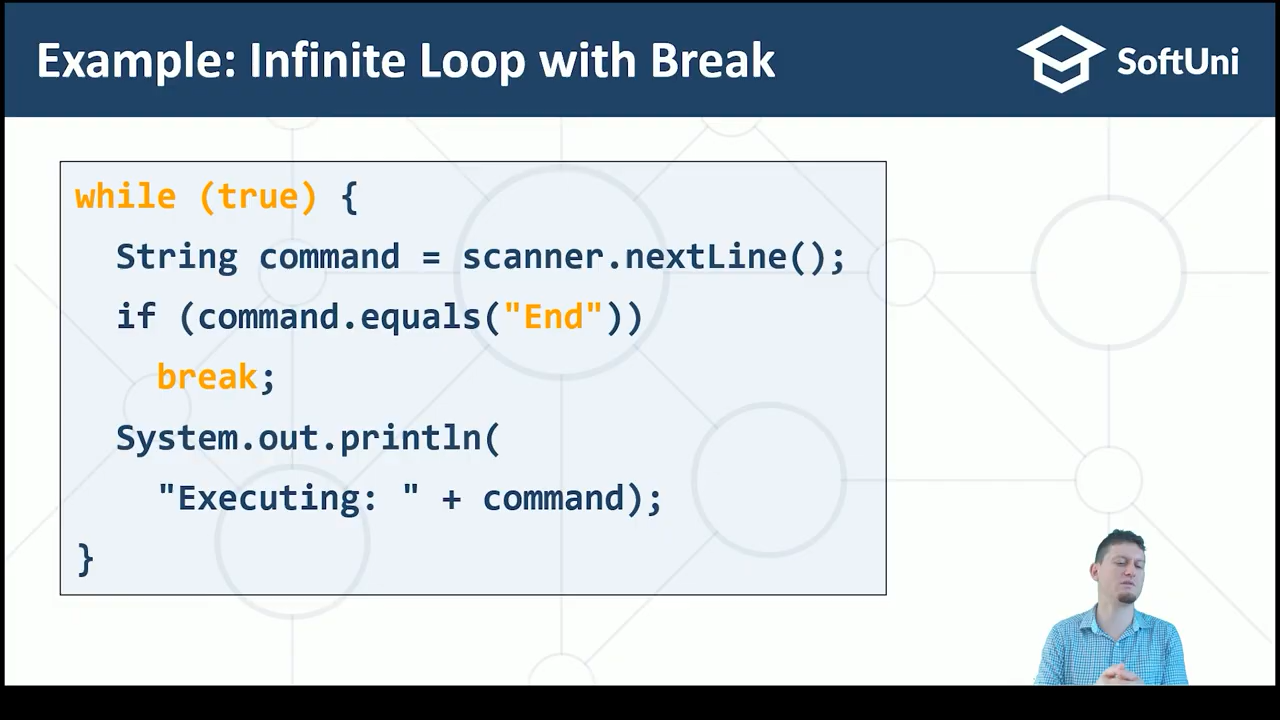 Example: Infinite Loop with Break
SoftUni
while (true) {
String command = scanner.nextLine();
if (command.equals("End"))
break;
System.out.println(
"Executing: " + command);
}